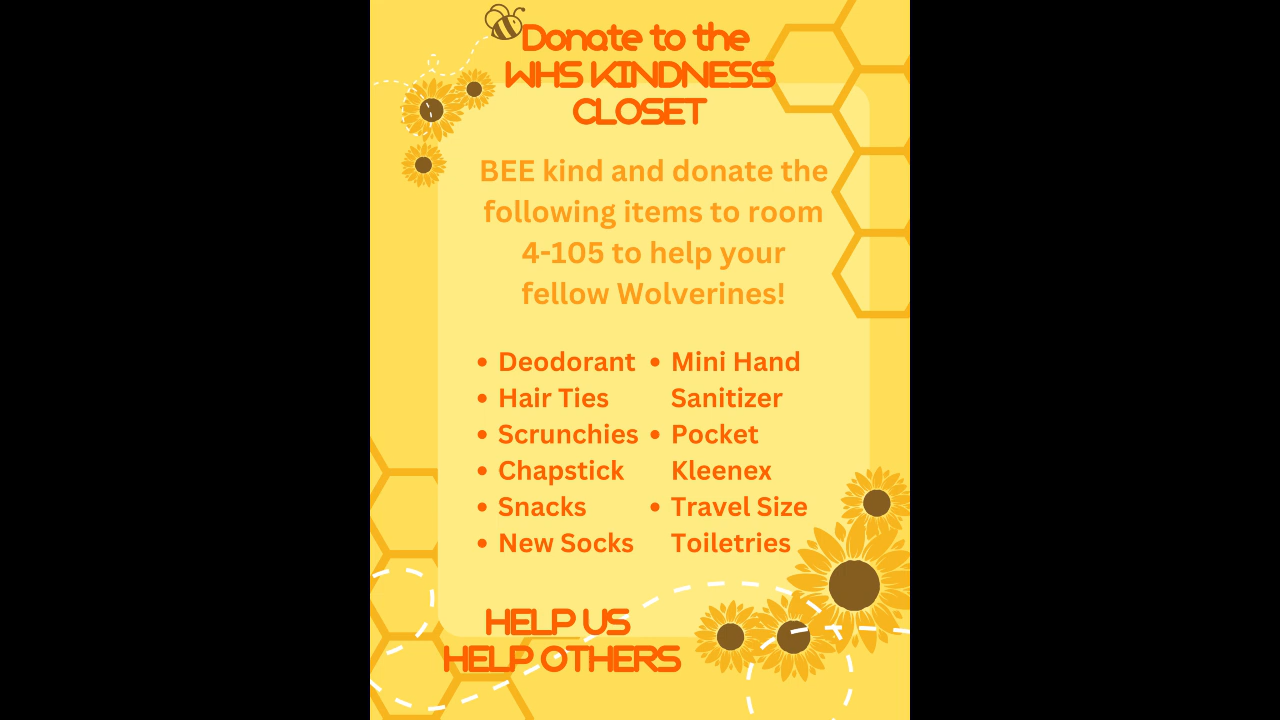 Donate to the
WHS KINDNESS
CLOSET
BEE kind and donate the
following items to room
4-105 to help your
fellow Wolverines!
• Deodorant
• Hair Ties
• Scrunchies
• Chapstick
• Snacks
• New Socks
• Mini Hand
Sanitizer
• Pocket
Kleenex
• Travel Size
Toiletries
HELP US
HELP OTHERS